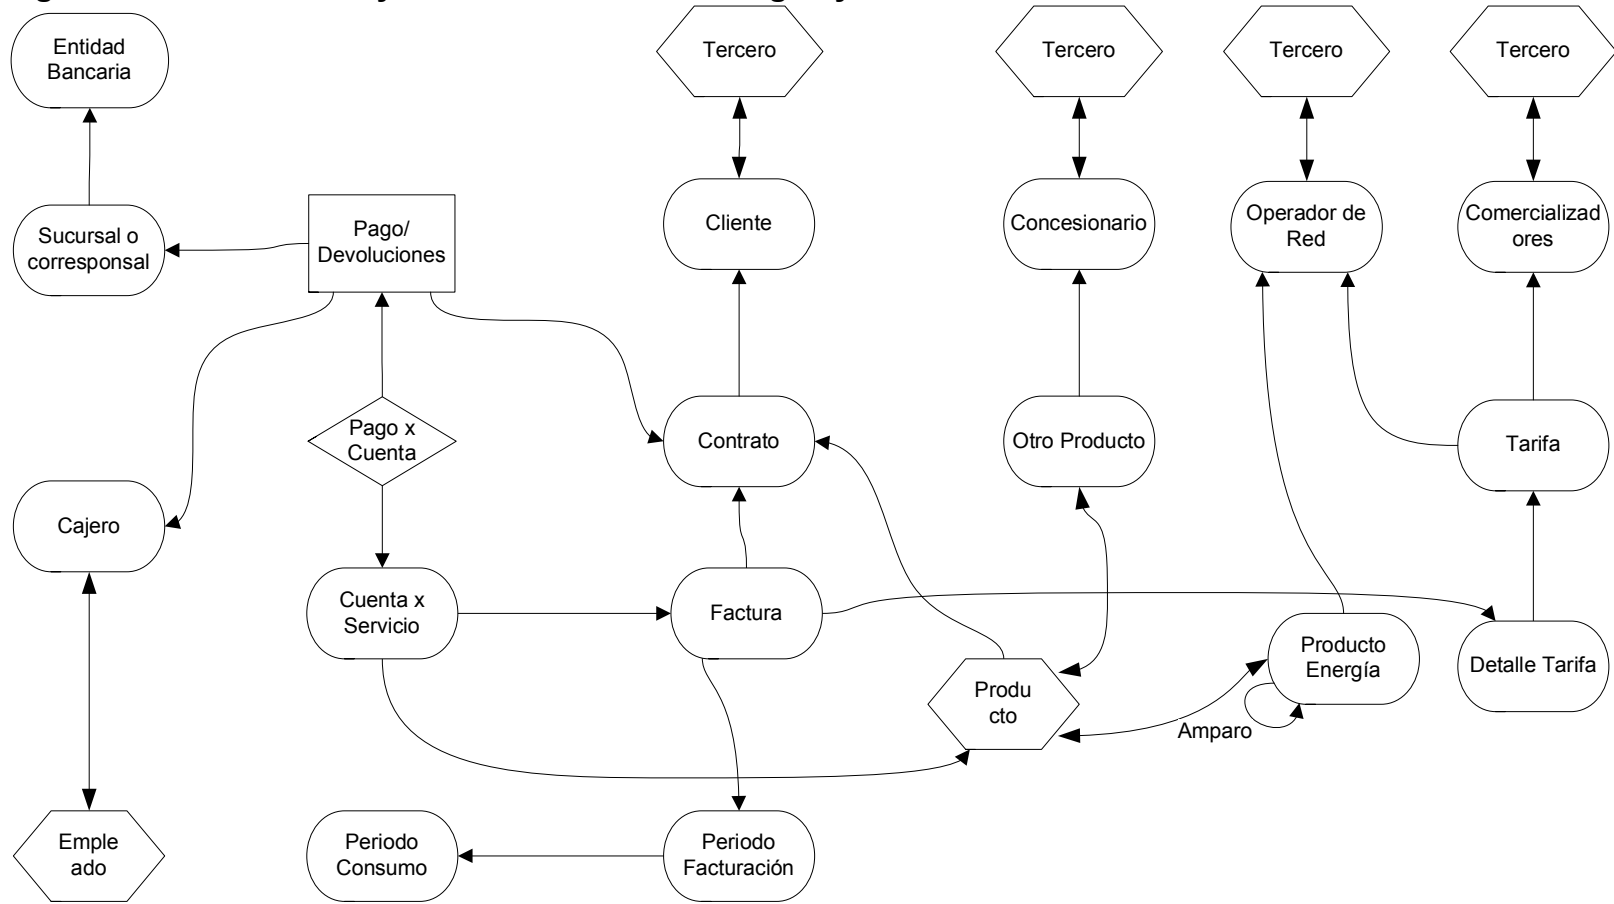 Entidad
Bancaria
Tercero
Tercero
Tercero
Tercero
Sucursal o
corresponsal
Pago/
Devoluciones
Cliente
Concesionario
Operador de
Red
Comercializad
ores
Pago x
Cuenta
Contrato
Otro Producto
Tarifa
Cajero
Cuenta x
Servicio
Factura
Produ
cto
Producto
Energía
Detalle Tarifa
Amparo
Emple
ado
Periodo
Consumo
Periodo
Facturación